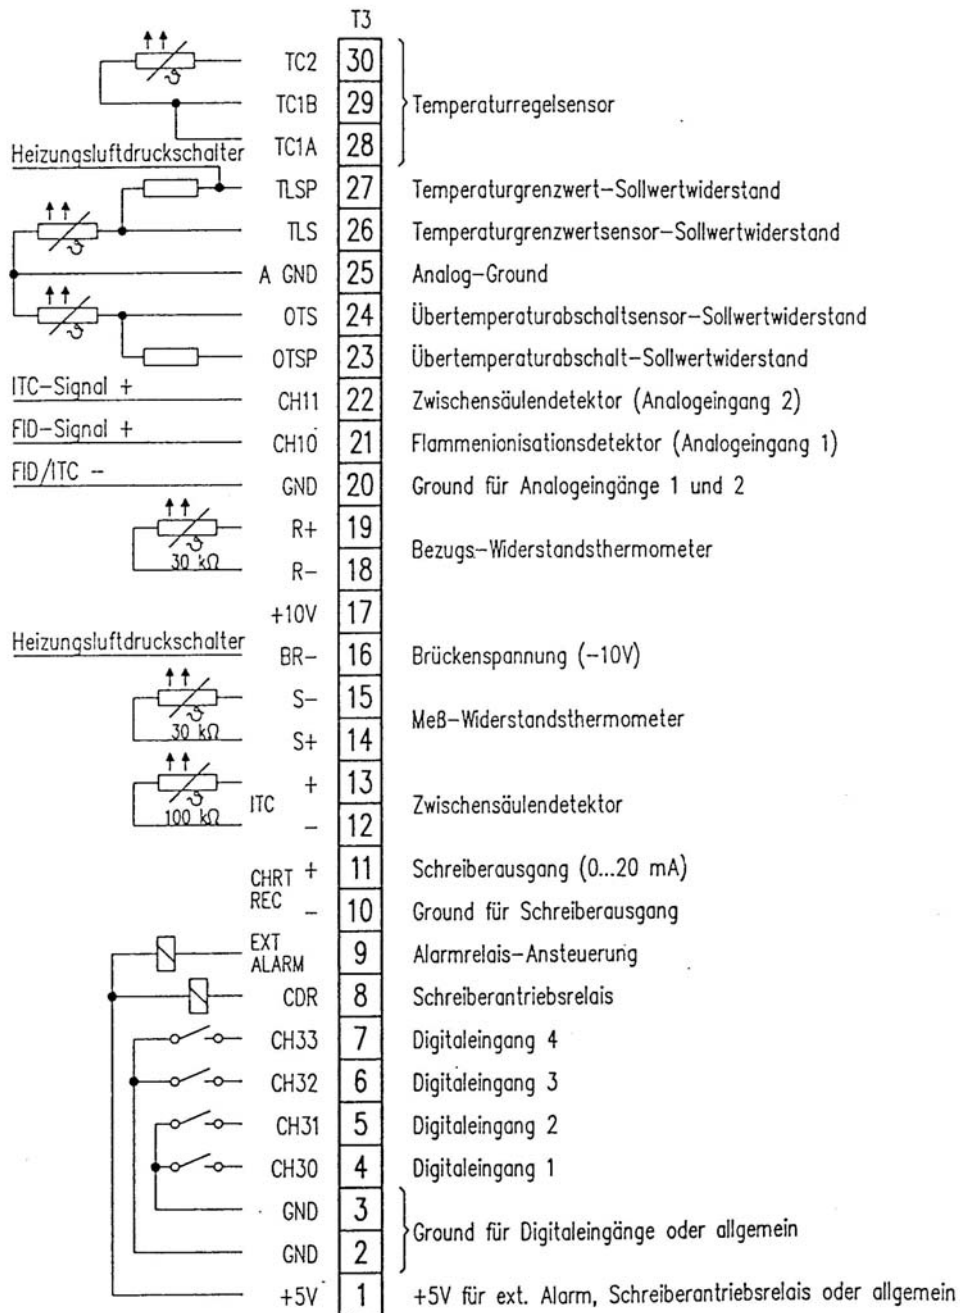 T3
TC2 30
TC1B 29 Temperaturregelsensor
TC1A 28
Heizungsluftdruckschalter
TLSP 27 Temperaturgrenzwert-Sollwertwiderstand
TLS 26 Temperaturgrenzwertsensor-Sollwertwiderstand
A GND 25 Analog-Ground
OTS 24 Übertemperaturabschaltsensor-Sollwertwiderstand
OTSP 23 Übertemperaturabschalt-Sollwertwiderstand
ITC-Signal +
CH11 22 Zwischensäulendetektor (Analogeingang 2)
FID-Signal +
CH10 21 Flammenionisationsdetektor (Analogeingang 1)
FID/ITC -
GND 20 Ground für Analogeingänge 1 und 2
R+ 19
Bezugs-Widerstandsthermometer
30 kΩ R- 18
+10V 17
Heizungsluftdruckschalter
BR- 16 Brückenspannung (-10V)
S- 15
Meß-Widerstandsthermometer
30 kΩ S+ 14
+ 13
ITC Zwischensäulendetektor
100 kΩ - 12
CHRT + 11 Schreiberausgang (0...20 mA)
REC - 10 Ground für Schreiberausgang
EXT ALARM 9 Alarmrelais-Ansteuerung
CDR 8 Schreiberantriebsrelais
CH33 7 Digitaleingang 4
CH32 6 Digitaleingang 3
CH31 5 Digitaleingang 2
CH30 4 Digitaleingang 1
GND 3
Ground für Digitaleingänge oder allgemein
GND 2
+5V 1 +5V für ext. Alarm, Schreiberantriebsrelais oder allgemein